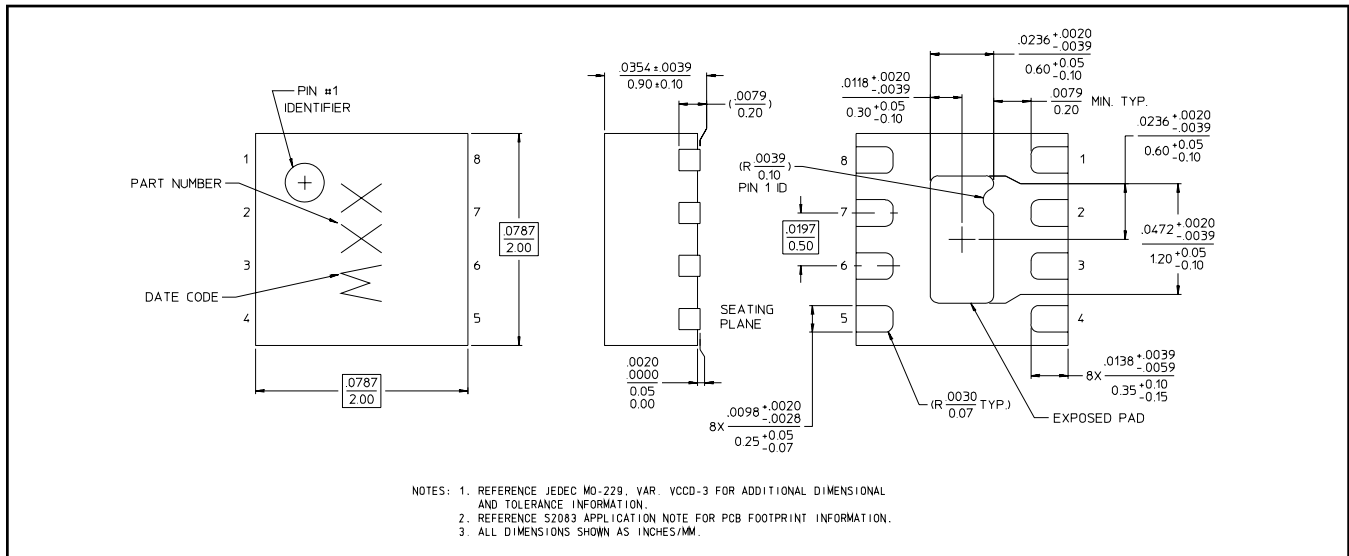 PIN #1
IDENTIFIER
PART NUMBER
DATE CODE
1
2
3
4
8
7
6
5
XX
.0787
2.00
.0787
2.00
.0354±.0039
0.90±0.10
(.0079
0.20)
SEATING
PLANE
.0020
.0000
0.05
0.00
.0236+.0020
-.0039
0.60+0.05
-0.10
.0118+.0020
-.0039
0.30+0.05
-0.10
.0079
0.20 MIN. TYP.
.0236+.0020
-.0039
0.60+0.05
-0.10
(R.0039
0.10)
PIN 1 ID
8
7
6
5
1
2
3
4
.0197
0.50
.0472+.0020
-.0039
1.20+0.05
-0.10
8X .0138+.0039
-.0059
0.35+0.10
-0.15
8X .0098+.0020
-.0028
0.25+0.05
-0.07
(R.0030
0.07 TYP.)
EXPOSED PAD
NOTES: 1. REFERENCE JEDEC MO-229, VAR. VCCD-3 FOR ADDITIONAL DIMENSIONAL
AND TOLERANCE INFORMATION.
2. REFERENCE S2083 APPLICATION NOTE FOR PCB FOOTPRINT INFORMATION.
3. ALL DIMENSIONS SHOWN AS INCHES/MM.